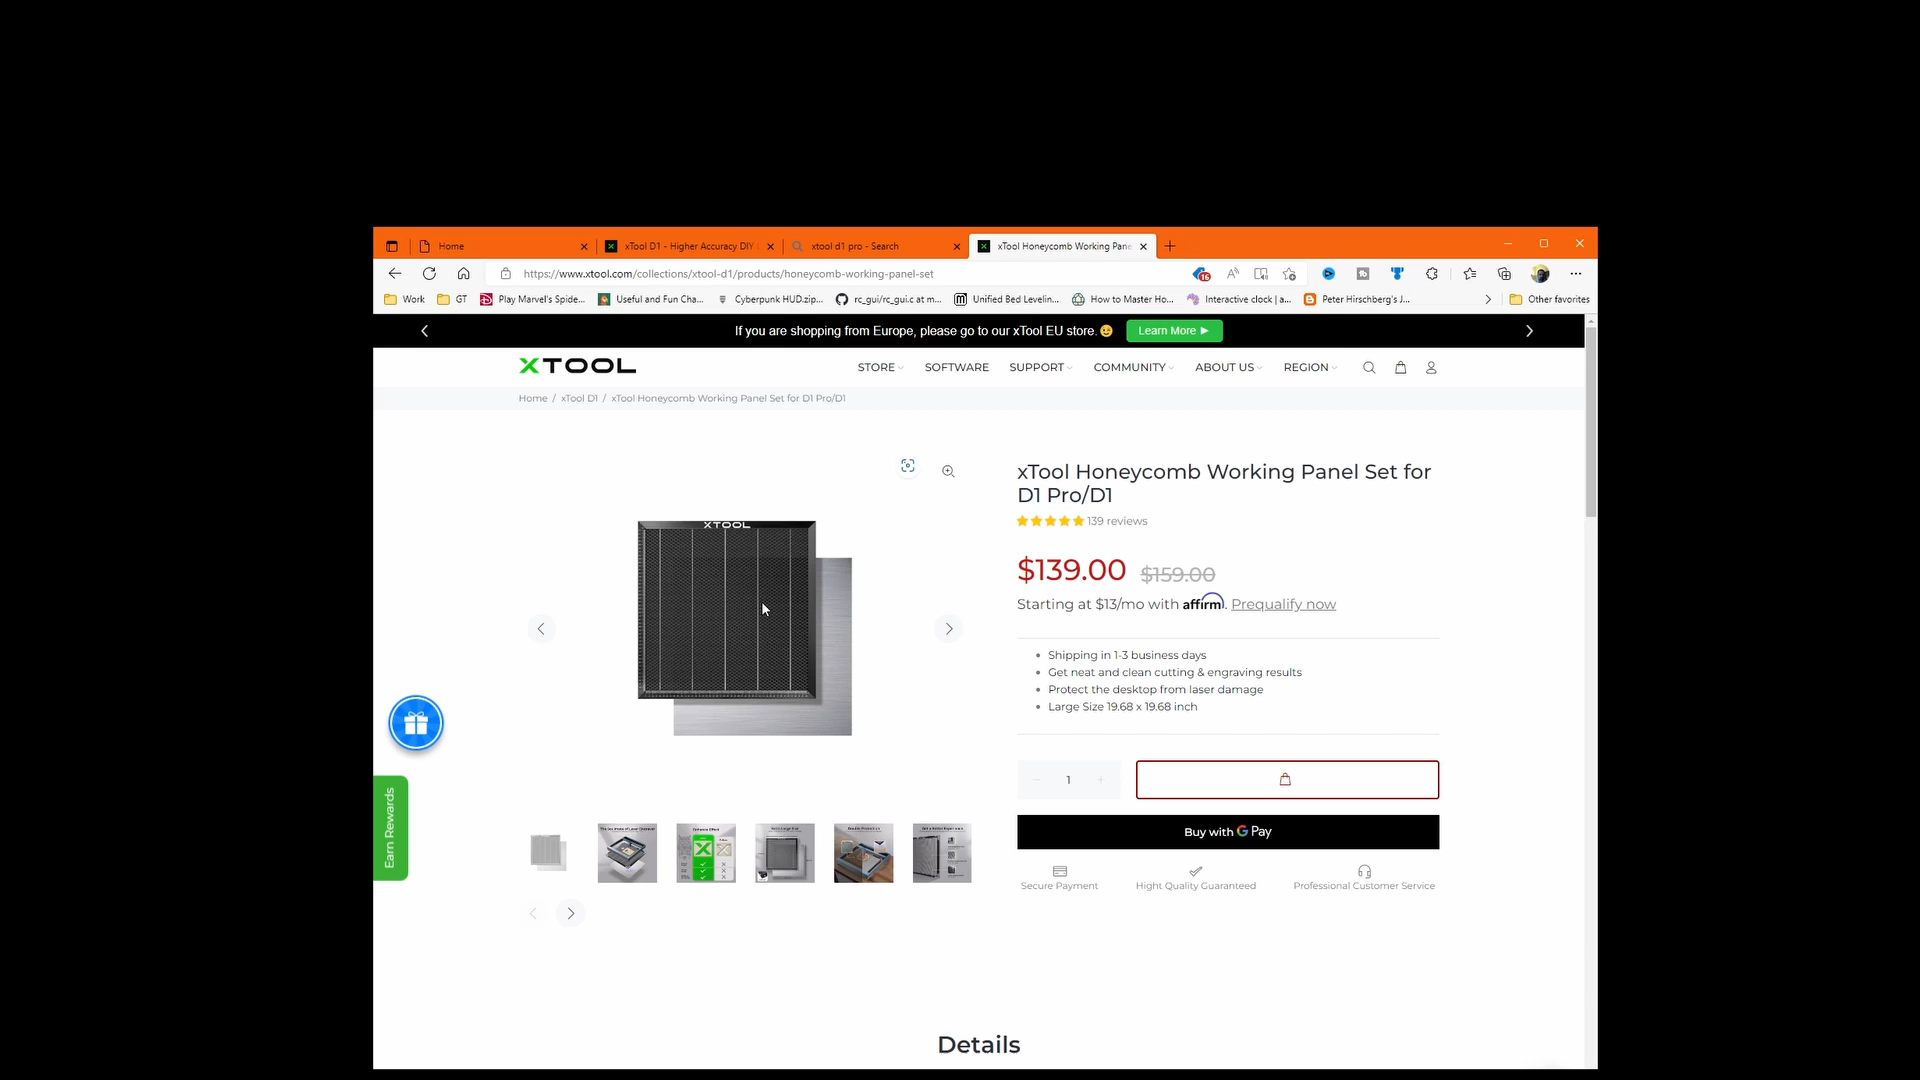 Home
xTool D1 - Higher Accuracy DIY
xtool d1 pro - Search
xTool Honeycomb Working Pane
https://www.xtool.com/collections/xtool-d1/products/honeycomb-working-panel-set
16
Work
GT
Play Marvel's Spide...
Useful and Fun Cha...
Cyberpunk HUD.zip...
rc_gui/rc_gui.c at m...
Unified Bed Levelin...
How to Master Ho...
Interactive clock | a...
Peter Hirschberg's J...
Other favorites
If you are shopping from Europe, please go to our xTool EU store.😉
Learn More ▶
XTOOL
STORE
SOFTWARE
SUPPORT
COMMUNITY
ABOUT US
REGION
Home / xTool D1 / xTool Honeycomb Working Panel Set for D1 Pro/D1
XTOOL
xTool Honeycomb Working Panel Set for
D1 Pro/D1
139 reviews
$139.00 $159.00
Starting at $13/mo with affirm. Prequalify now
• Shipping in 1-3 business days
• Get neat and clean cutting & engraving results
• Protect the desktop from laser damage
• Large Size 19.68 x 19.68 inch
− 1 +
Buy with G Pay
Secure Payment
Hight Quality Guaranteed
Professional Customer Service
Earn Rewards
Details